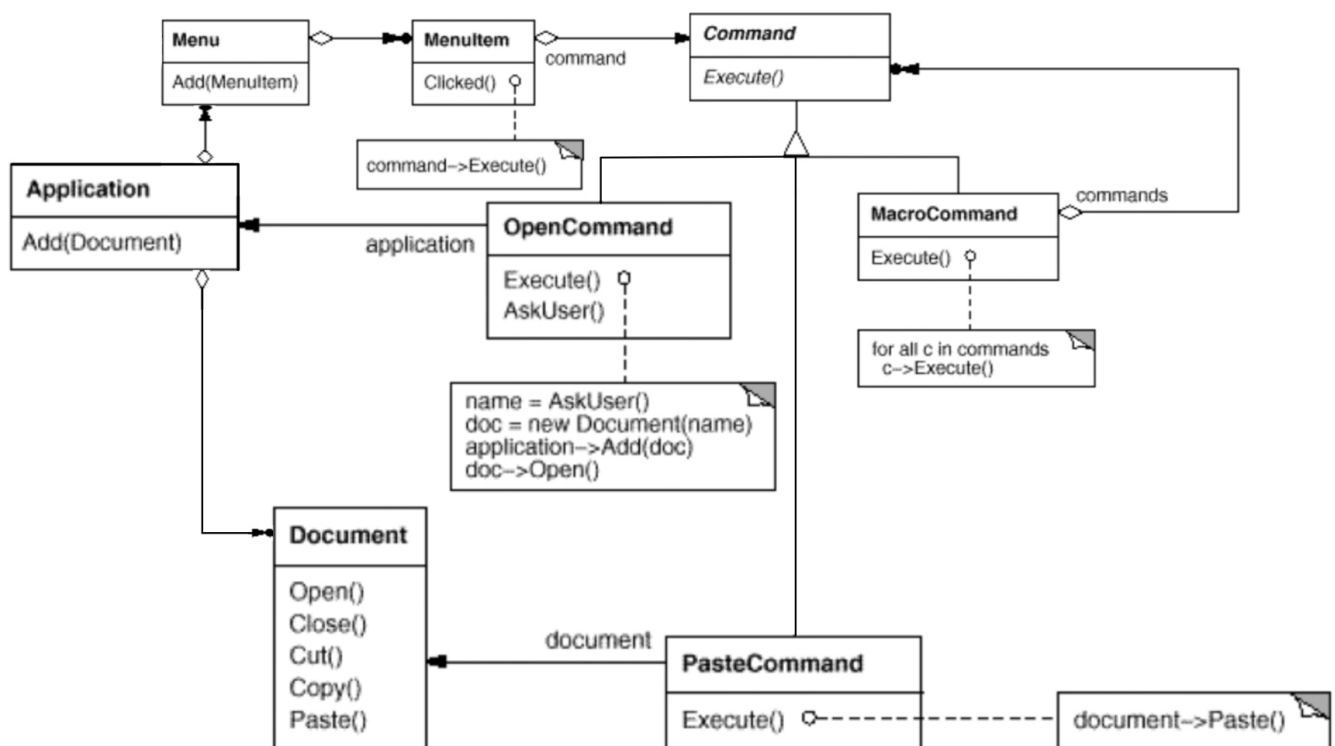 Menu
Add(MenuItem)
MenuItem
Clicked()
command
Command
Execute()
command–>Execute()
Application
Add(Document)
application
OpenCommand
Execute()
AskUser()
MacroCommand
Execute()
commands
for all c in commands
c–>Execute()
name = AskUser()
doc = new Document(name)
application–>Add(doc)
doc–>Open()
Document
Open()
Close()
Cut()
Copy()
Paste()
document
PasteCommand
Execute()
document–>Paste()